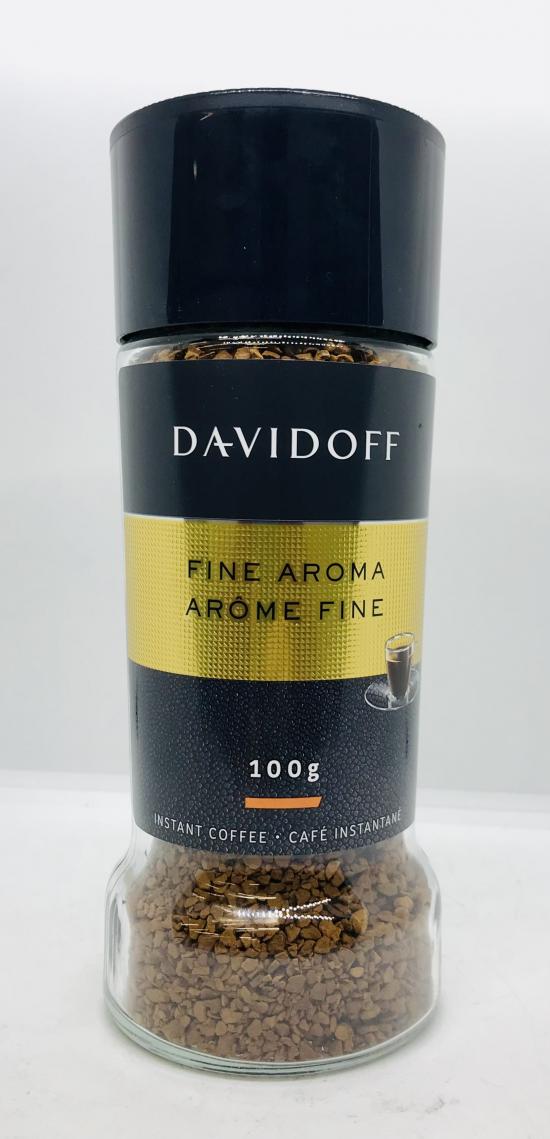 DAVIDOFF
FINE AROMA
ARÔME FINE
100g
INSTANT COFFEE • CAFÉ INSTANTANÉ